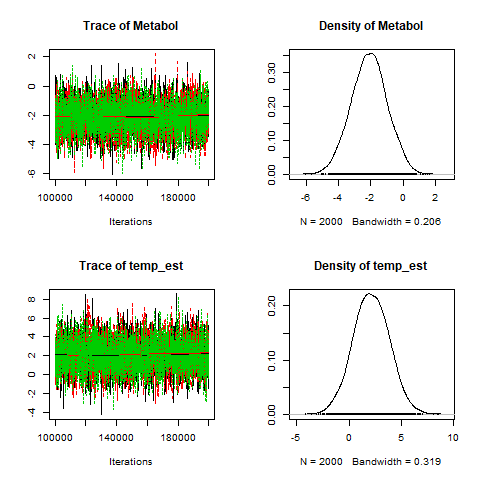 Trace of Metabol
2
0
-2
-4
-6
100000 140000 180000
Iterations
Density of Metabol
0.30
0.20
0.10
0.00
-6 -4 -2 0 2
N = 2000 Bandwidth = 0.206
Trace of temp_est
8
6
4
2
0
-2
-4
100000 140000 180000
Iterations
Density of temp_est
0.20
0.10
0.00
-5 0 5 10
N = 2000 Bandwidth = 0.319